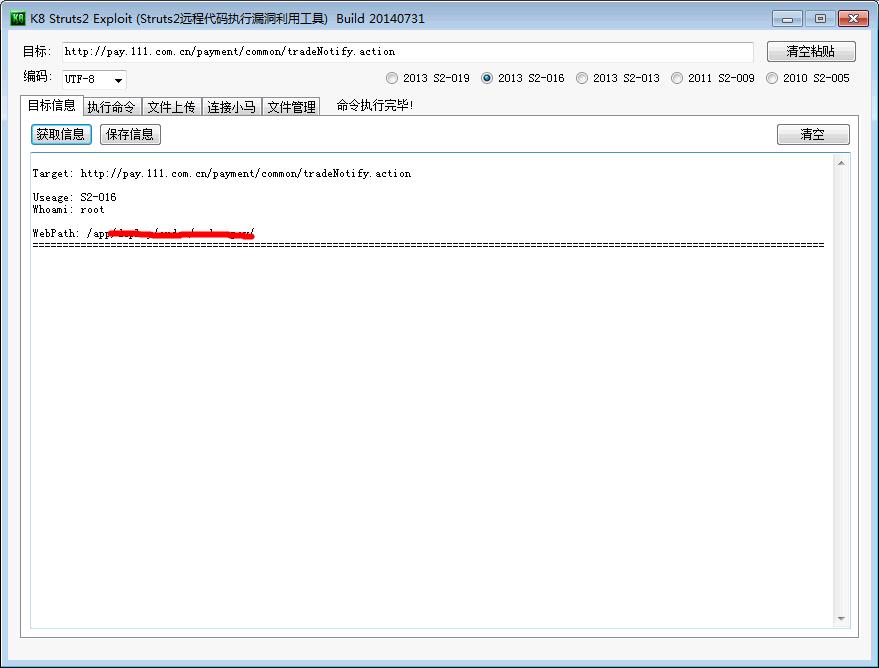 K8 Struts2 Exploit (Struts2远程代码执行漏洞利用工具) Build 20140731
目标: http://pay.111.com.cn/payment/common/tradeNotify.action 清空粘贴
编码: UTF-8 2013 S2-019 2013 S2-016 2013 S2-013 2011 S2-009 2010 S2-005
目标信息 执行命令 文件上传 连接小马 文件管理 命令执行完毕!
获取信息 保存信息 清空
Target: http://pay.111.com.cn/payment/common/tradeNotify.action
Useage: S2-016
Whoami: root
WebPath: /app/
====================================================================================================================================